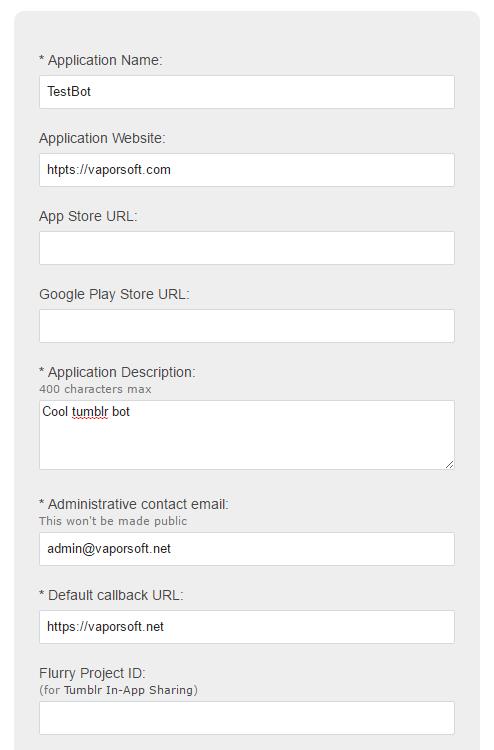 * Application Name:
TestBot
Application Website:
htpts://vaporsoft.com
App Store URL:
Google Play Store URL:
* Application Description:
400 characters max
Cool tumblr bot
* Administrative contact email:
This won't be made public
admin@vaporsoft.net
* Default callback URL:
https://vaporsoft.net
Flurry Project ID:
(for Tumblr In-App Sharing)